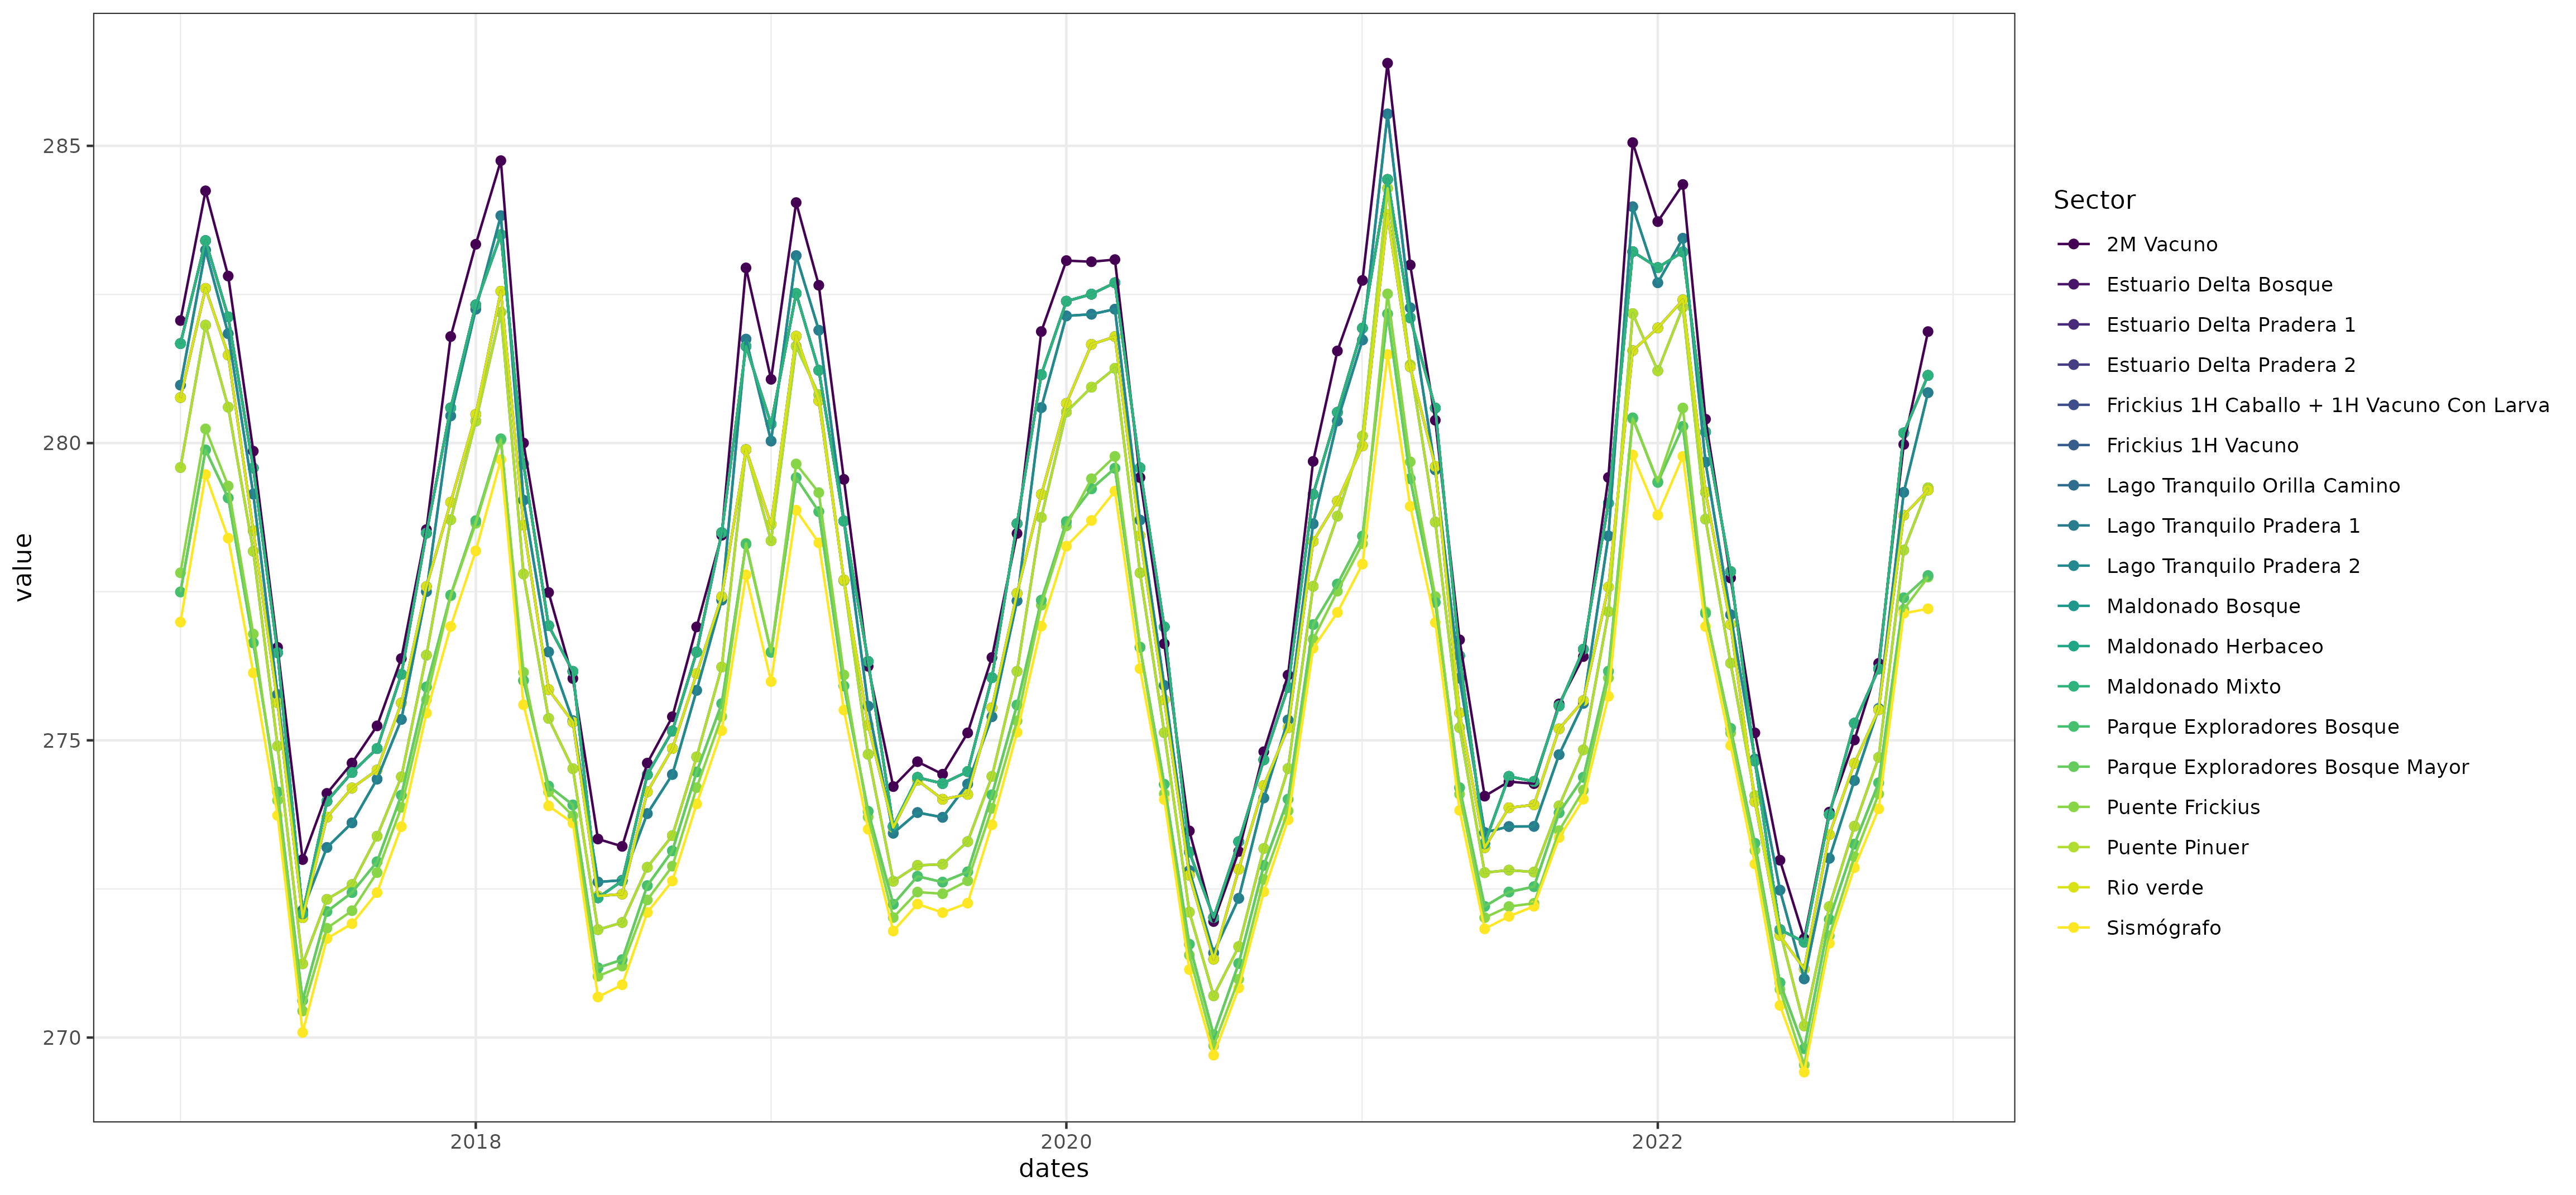 285
280
275
270
value
2018
2020
2022
dates
Sector
2M Vacuno
Estuario Delta Bosque
Estuario Delta Pradera 1
Estuario Delta Pradera 2
Frickius 1H Caballo + 1H Vacuno Con Larva
Frickius 1H Vacuno
Lago Tranquilo Orilla Camino
Lago Tranquilo Pradera 1
Lago Tranquilo Pradera 2
Maldonado Bosque
Maldonado Herbaceo
Maldonado Mixto
Parque Exploradores Bosque
Parque Exploradores Bosque Mayor
Puente Frickius
Puente Pinuer
Rio verde
Sismógrafo